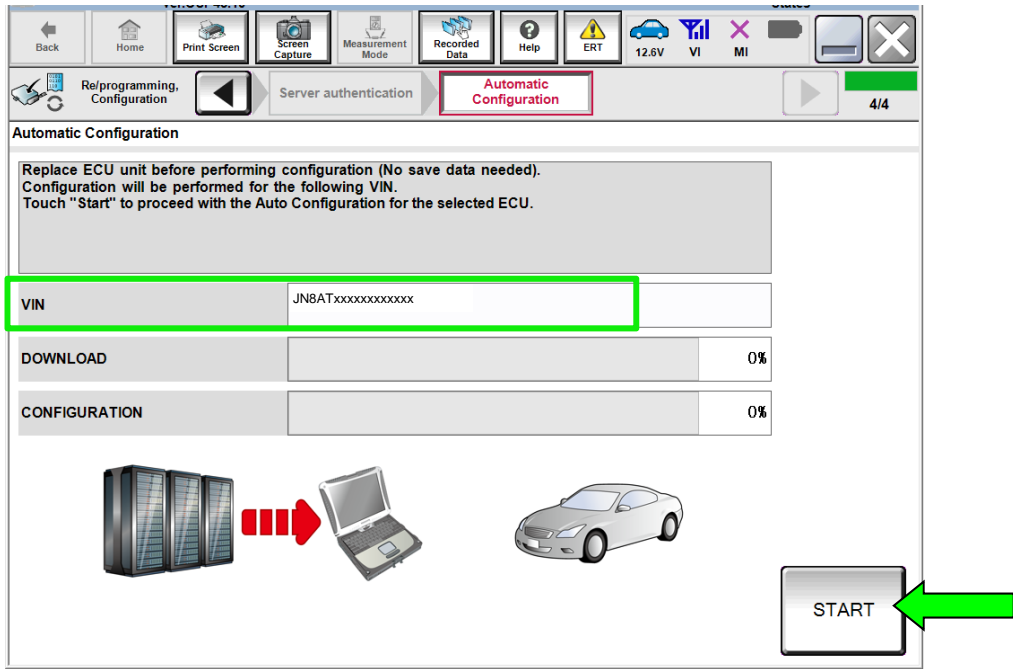 Back
Home
Print Screen
Screen
Capture
Measurement
Mode
Recorded
Data
Help
ERT
12.6V
VI
MI
Re/programming,
Configuration
Server authentication
Automatic
Configuration
4/4
Automatic Configuration
Replace ECU unit before performing configuration (No save data needed).
Configuration will be performed for the following VIN.
Touch "Start" to proceed with the Auto Configuration for the selected ECU.
VIN
JN8ATxxxxxxxxxxxx
DOWNLOAD
0%
CONFIGURATION
0%
START